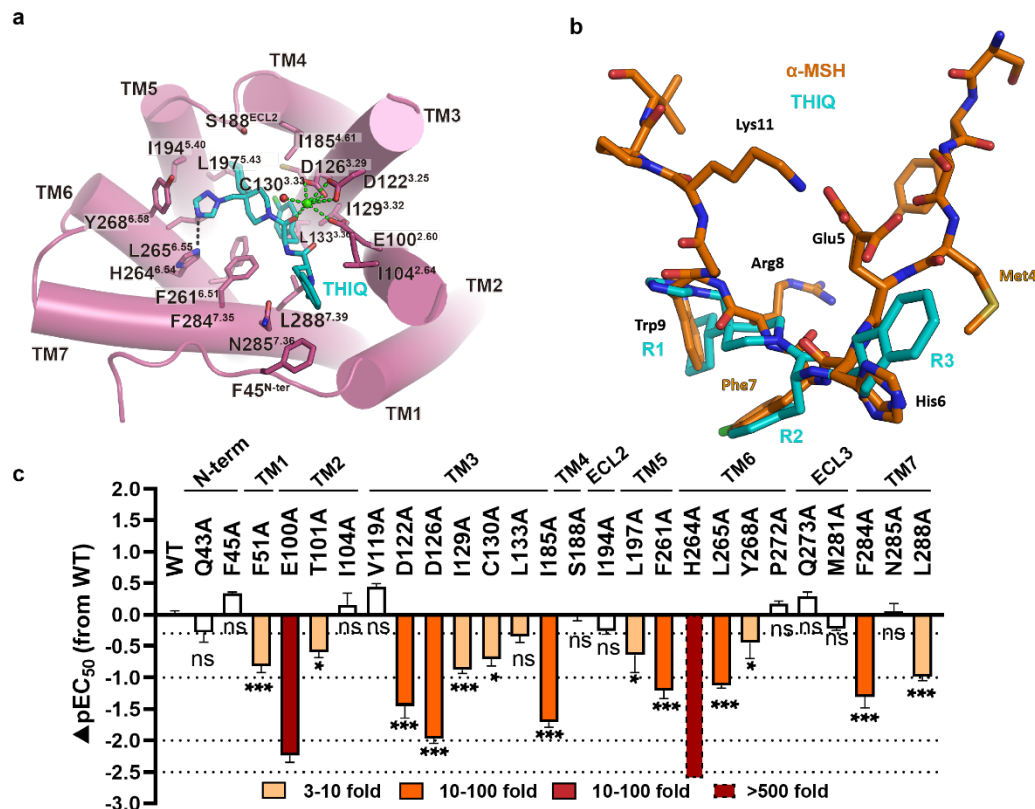 a
TM4
TM5
TM3
S188ECL2
I1854.61
I1945.40
L1975.43
D1263.29
C1303.33
D1223.25
TM6
I1293.32
Y2686.58
L1333.36
L2656.55
E1002.60
H2646.54
I1042.64
F2616.51
THIQ
TM2
F2847.35
L2887.39
TM7
N2857.36
F45N-ter
TM1
b
α-MSH
THIQ
Lys11
Glu5
Arg8
Met4
Trp9
R1
R3
Phe7
His6
R2
c
N-term TM1 TM2 TM3 TM4 ECL2 TM5 TM6 ECL3 TM7
WT Q43A F45A F51A E100A T101A I104A V119A D122A D126A I129A C130A L133A I185A S188A I194A L197A F261A H264A L265A Y268A P272A Q273A M281A F284A N285A L288A
▲pEC50 (from WT)
2.0
1.5
1.0
0.5
0.0
-0.5
-1.0
-1.5
-2.0
-2.5
-3.0
ns ns *** * ns ns *** *** *** * ns *** ns ns * *** *** * ns ns ns *** ns ***
3-10 fold 10-100 fold 10-100 fold >500 fold